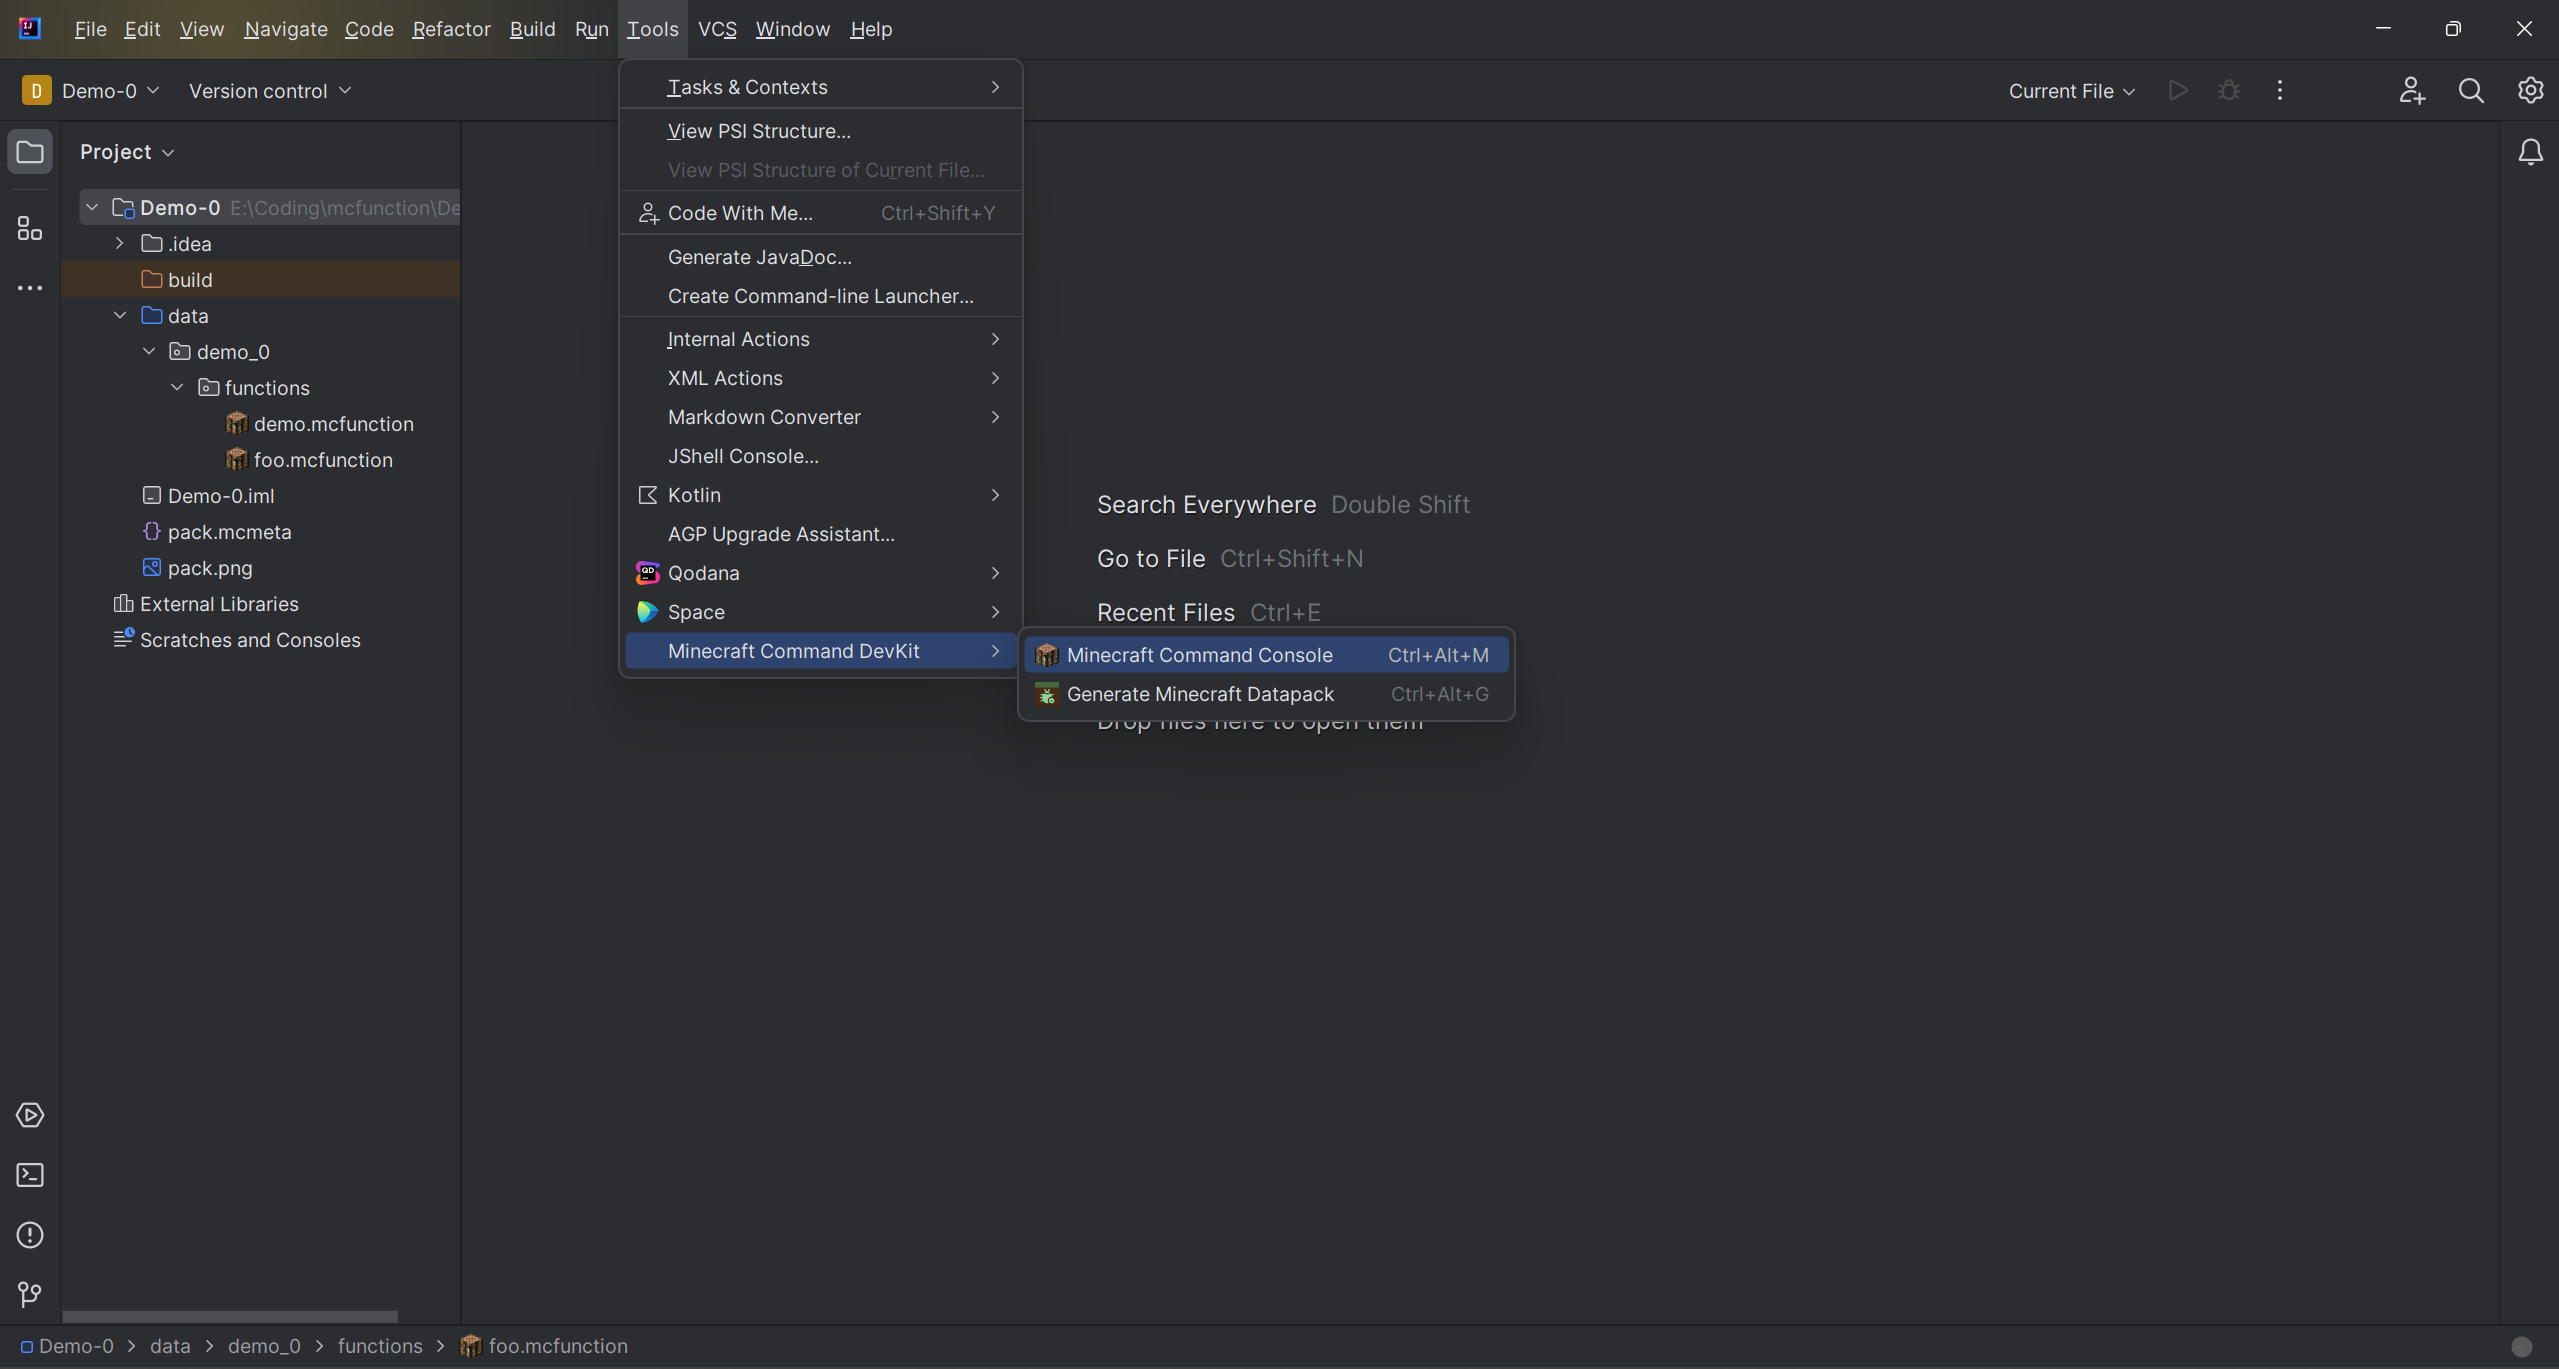 File Edit View Navigate Code Refactor Build Run Tools VCS Window Help
D Demo-0 Version control Current File
Project
Demo-0 E:\Coding\mcfunction\De
.idea
build
data
demo_0
functions
demo.mcfunction
foo.mcfunction
Demo-0.iml
pack.mcmeta
pack.png
External Libraries
Scratches and Consoles
Tasks & Contexts
View PSI Structure...
View PSI Structure of Current File...
Code With Me... Ctrl+Shift+Y
Generate JavaDoc...
Create Command-line Launcher...
Internal Actions
XML Actions
Markdown Converter
JShell Console...
Kotlin
AGP Upgrade Assistant...
QD Qodana
Space
Minecraft Command DevKit
Minecraft Command Console Ctrl+Alt+M
Generate Minecraft Datapack Ctrl+Alt+G
Search Everywhere Double Shift
Go to File Ctrl+Shift+N
Recent Files Ctrl+E
Drop files here to open them
Demo-0 > data > demo_0 > functions > foo.mcfunction